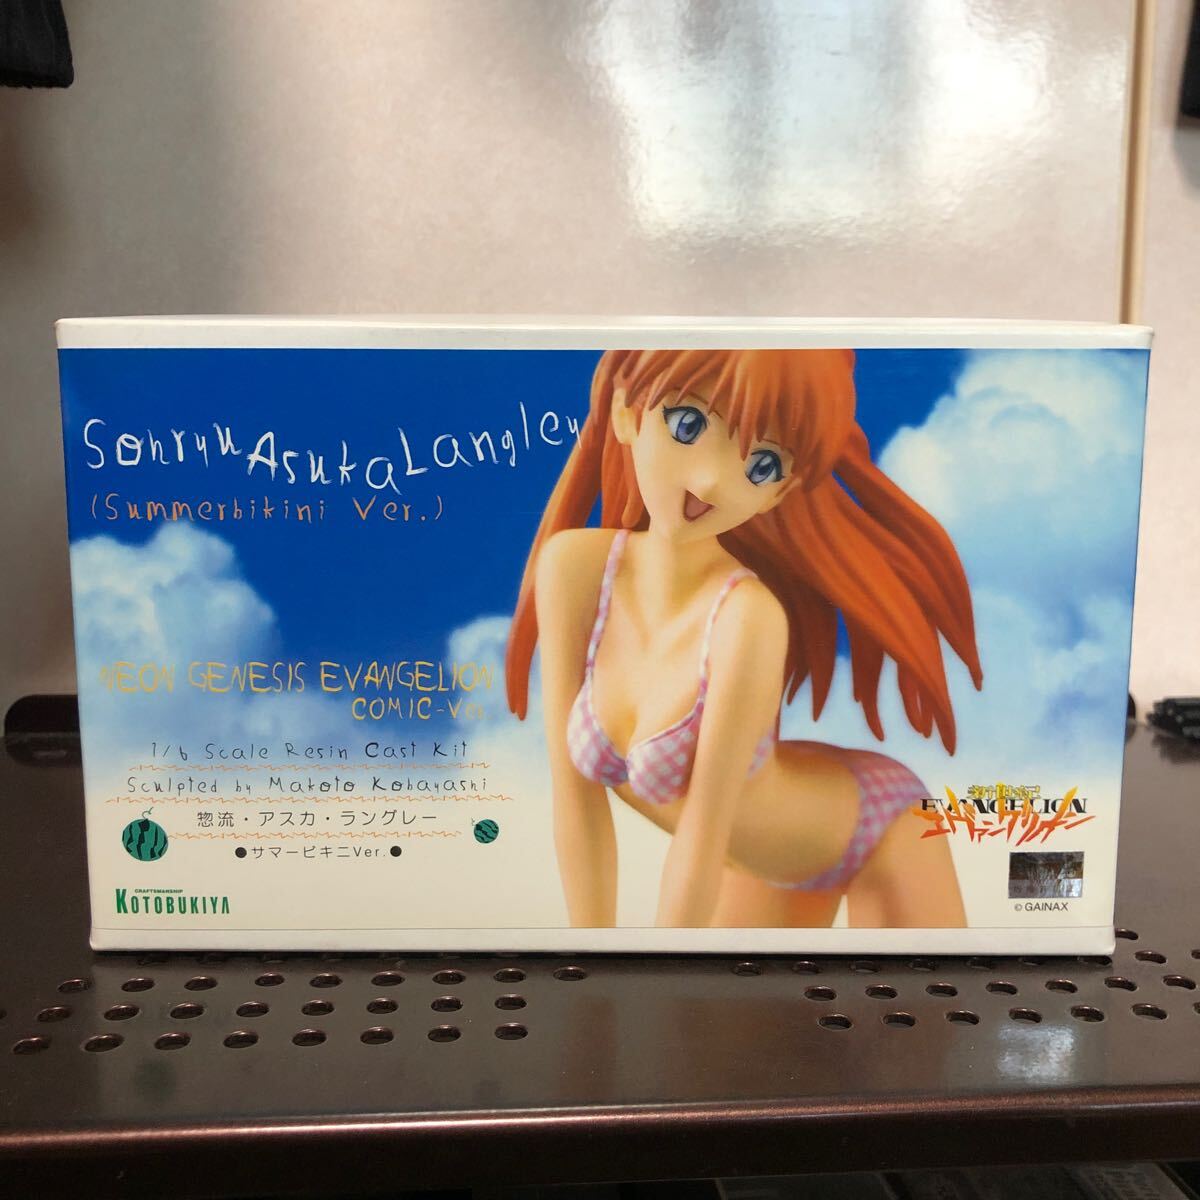 Sohryu Asuka Langley
(Summerbikini Ver.)
NEON GENESIS EVANGELION
COMIC-Ver.
1/6 Scale Resin Cast Kit
Sculpted by Makoto Kobayashi
惣流・アスカ・ラングレー
●サマービキニVer.●
CRAFTSMANSHIP
KOTOBUKIYA
新世紀
EVANGELION
エヴァンゲリオン
© GAINAX